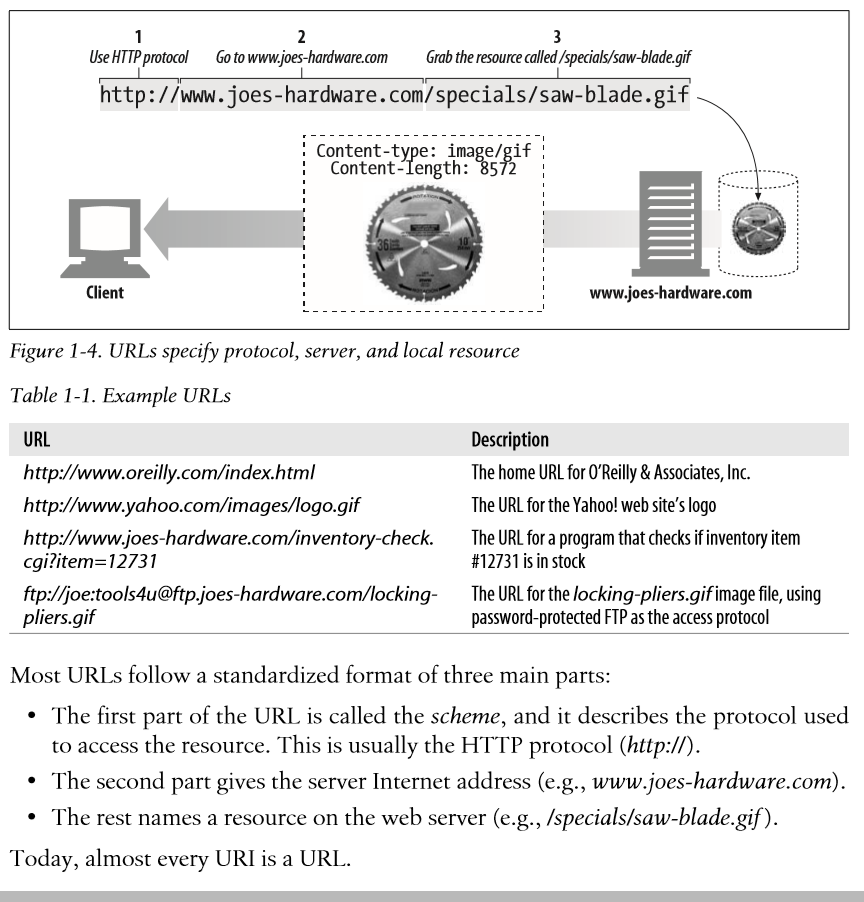 1
Use HTTP protocol
2
Go to www.joes-hardware.com
3
Grab the resource called /specials/saw-blade.gif
http://www.joes-hardware.com/specials/saw-blade.gif
Content-type: image/gif
Content-length: 8572
36
10"
Client
www.joes-hardware.com
Figure 1-4. URLs specify protocol, server, and local resource
Table 1-1. Example URLs
URL Description
http://www.oreilly.com/index.html The home URL for O’Reilly & Associates, Inc.
http://www.yahoo.com/images/logo.gif The URL for the Yahoo! web site’s logo
http://www.joes-hardware.com/inventory-check. The URL for a program that checks if inventory item
cgi?item=12731 #12731 is in stock
ftp://joe:tools4u@ftp.joes-hardware.com/locking- The URL for the locking-pliers.gif image file, using
pliers.gif password-protected FTP as the access protocol
Most URLs follow a standardized format of three main parts:
• The first part of the URL is called the scheme, and it describes the protocol used
to access the resource. This is usually the HTTP protocol (http://).
• The second part gives the server Internet address (e.g., www.joes-hardware.com).
• The rest names a resource on the web server (e.g., /specials/saw-blade.gif).
Today, almost every URI is a URL.